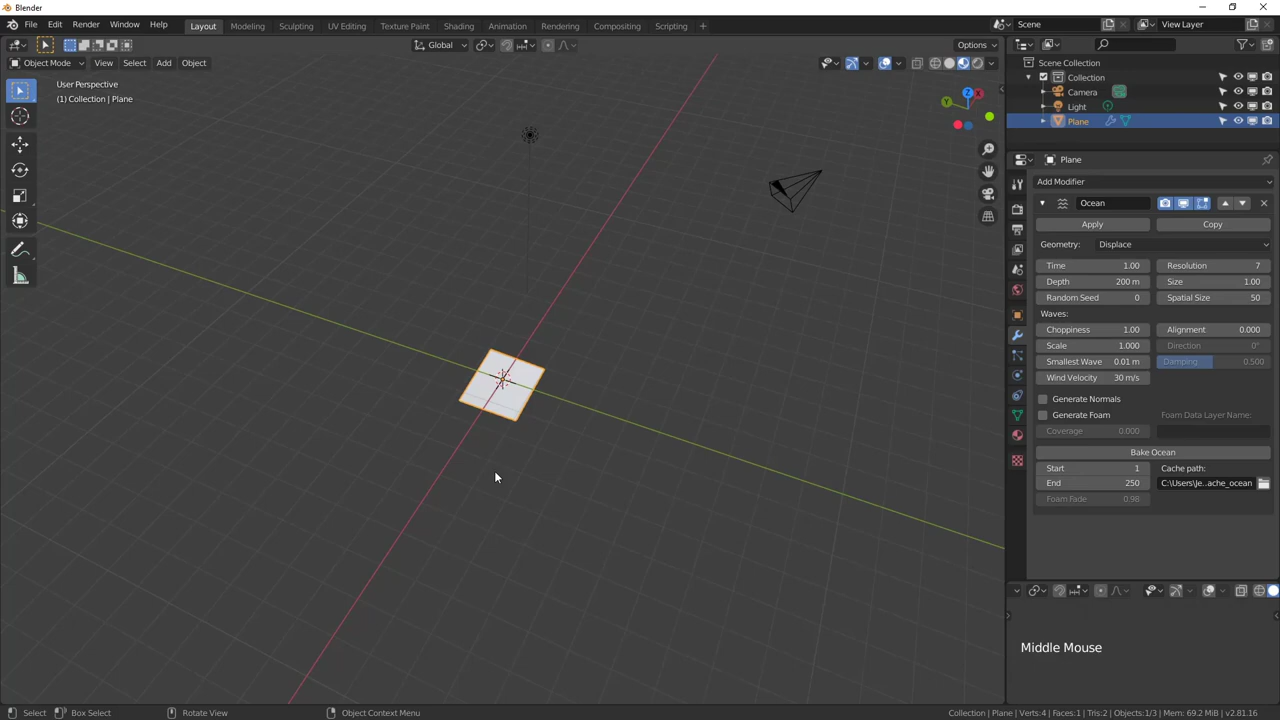 Blender
File Edit Render Window Help Layout Modeling Sculpting UV Editing Texture Paint Shading Animation Rendering Compositing Scripting + Scene View Layer
Global Options
Object Mode View Select Add Object
User Perspective
(1) Collection | Plane
Z
Y
X
Scene Collection
Collection
Camera
Light
Plane
Plane
Add Modifier
Ocean
Apply Copy
Geometry: Displace
Time 1.00 Resolution 7
Depth 200 m Size 1.00
Random Seed 0 Spatial Size 50
Waves:
Choppiness 1.00 Alignment 0.000
Scale 1.000 Direction 0°
Smallest Wave 0.01 m Damping 0.500
Wind Velocity 30 m/s
Generate Normals
Generate Foam Foam Data Layer Name:
Coverage 0.000
Bake Ocean
Start 1 Cache path:
End 250 C:\Users\Je..ache_ocean
Foam Fade 0.98
Middle Mouse
Select Box Select Rotate View Object Context Menu Collection | Plane | Verts:4 | Faces:1 | Tris:2 | Objects:1/3 | Mem: 69.2 MiB | v2.81.16